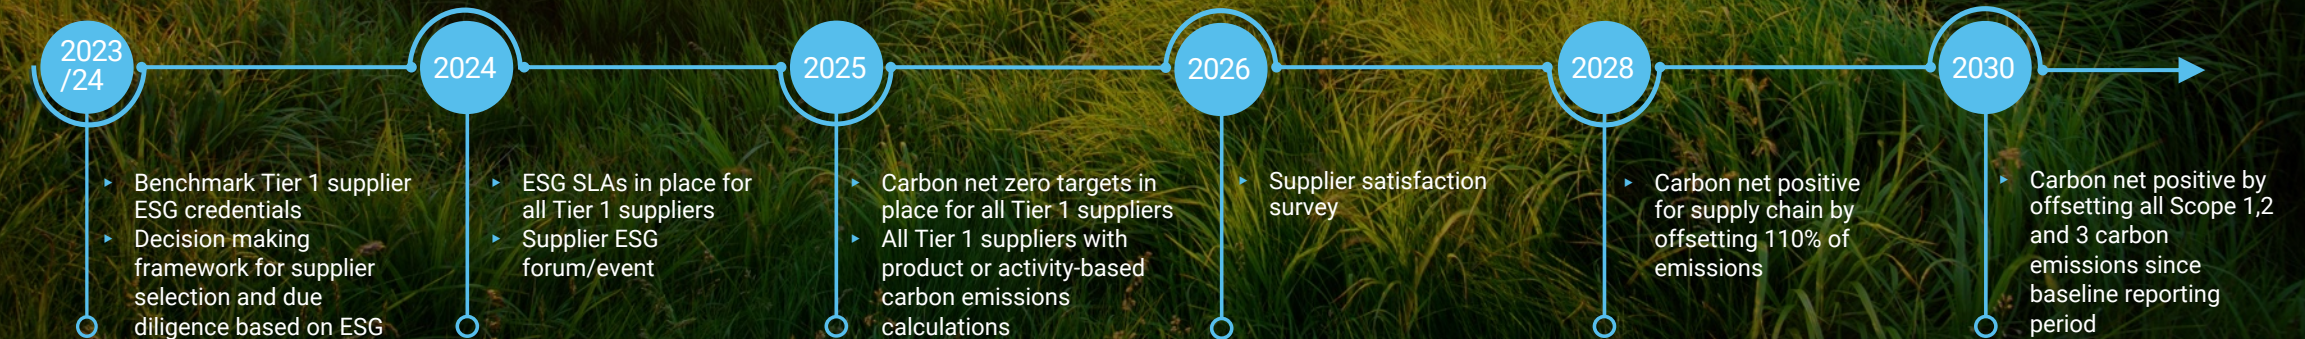 2023
/24
2024
2025
2026
2028
2030
▸ Benchmark Tier 1 supplier
ESG credentials
▸ Decision making
framework for supplier
selection and due
diligence based on ESG
▸ ESG SLAs in place for
all Tier 1 suppliers
▸ Supplier ESG
forum/event
▸ Carbon net zero targets in
place for all Tier 1 suppliers
▸ All Tier 1 suppliers with
product or activity-based
carbon emissions
calculations
▸ Supplier satisfaction
survey
▸ Carbon net positive
for supply chain by
offsetting 110% of
emissions
▸ Carbon net positive by
offsetting all Scope 1,2
and 3 carbon
emissions since
baseline reporting
period